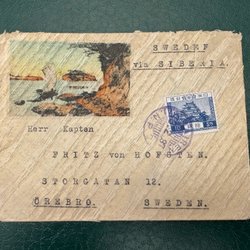 SWEDEN
via SIBERIA.
Herr Kapten
FRITZ von HOFSTEN.
STORGATAN 12.
ÖREBRO. SWEDEN.